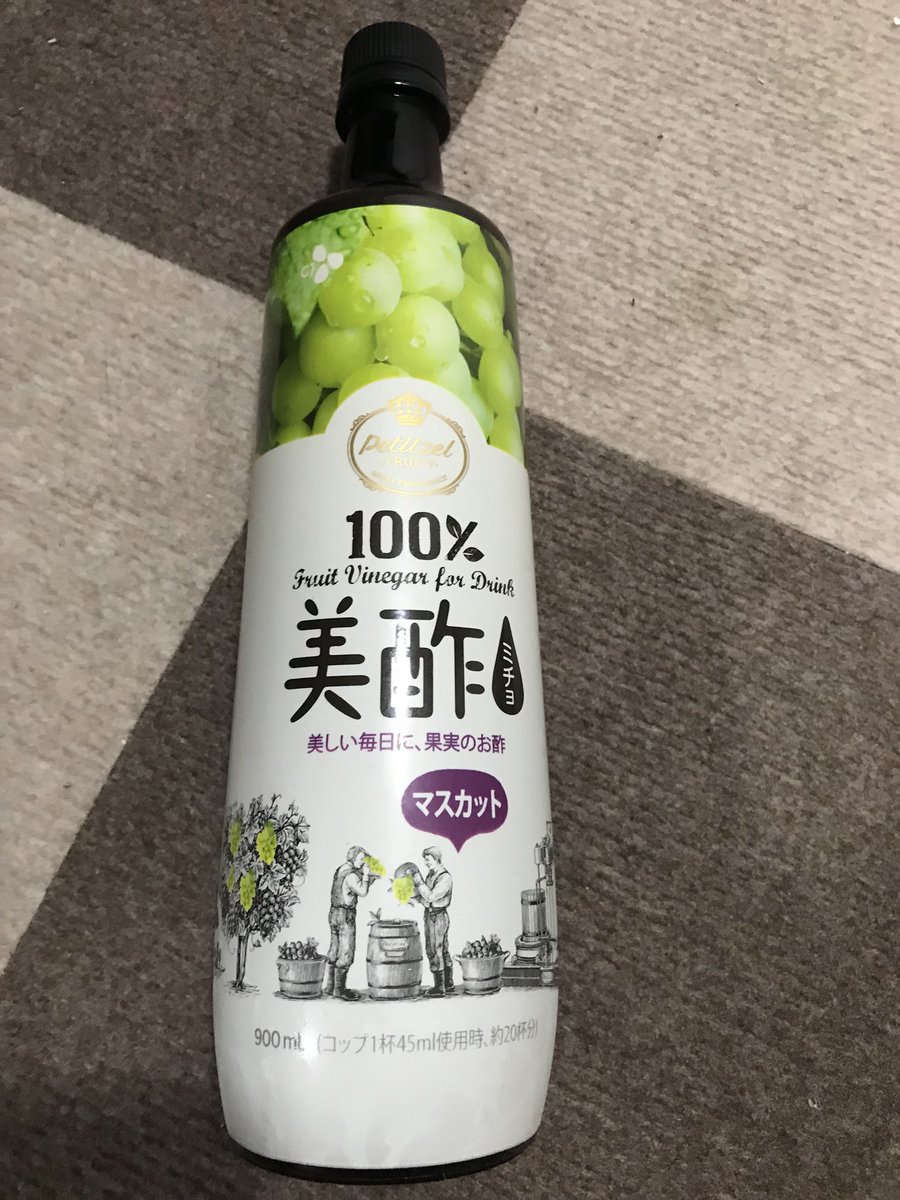 Petitzel
100%
Fruit Vinegar for Drink
美酢
ミチョ
美しい毎日に、果実のお酢
マスカット
900mL (コップ1杯45ml使用時、約20杯分)